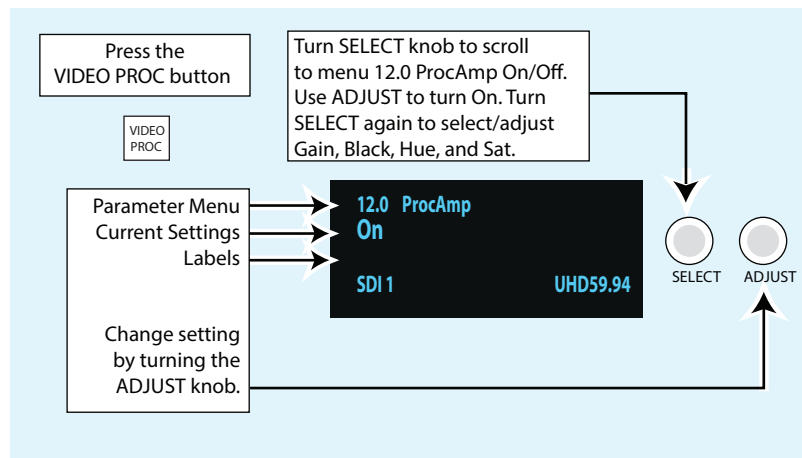 Press the
VIDEO PROC button
VIDEO
PROC
Turn SELECT knob to scroll
to menu 12.0 ProcAmp On/Off.
Use ADJUST to turn On. Turn
SELECT again to select/adjust
Gain, Black, Hue, and Sat.
Parameter Menu
Current Settings
Labels
Change setting
by turning the
ADJUST knob.
12.0 ProcAmp
On
SDI 1 UHD59.94
SELECT ADJUST